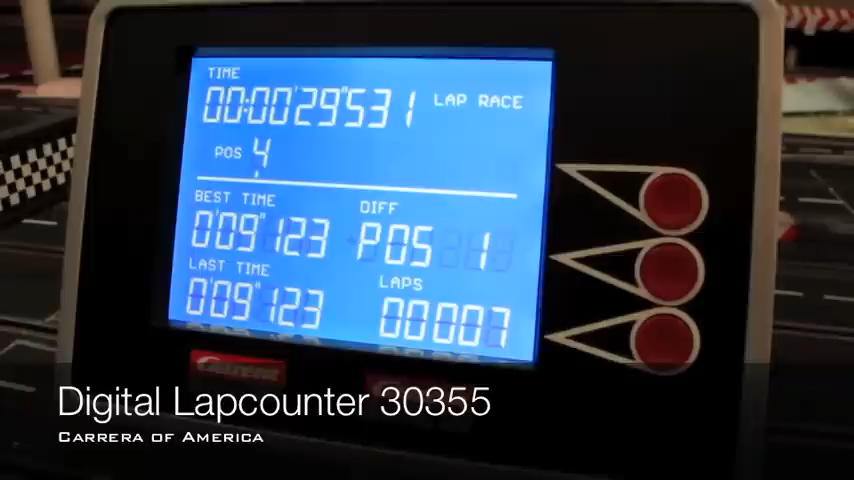 TIME
00:00'29"531 LAP RACE
POS 4
BEST TIME DIFF
0'09"123 POS 1
LAST TIME LAPS
0'09"123 00007
Carrera
Digital Lapcounter 30355
Carrera of America